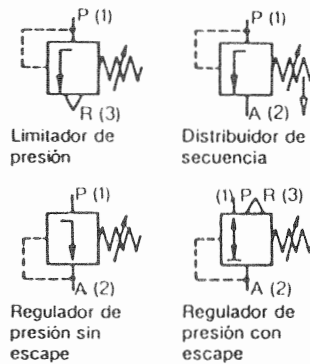 P (1)
R (3)
Limitador de
presión
P (1)
A (2)
Distribuidor de
secuencia
P (1)
A (2)
Regulador de
presión sin
escape
(1) P R (3)
A (2)
Regulador de
presión con
escape